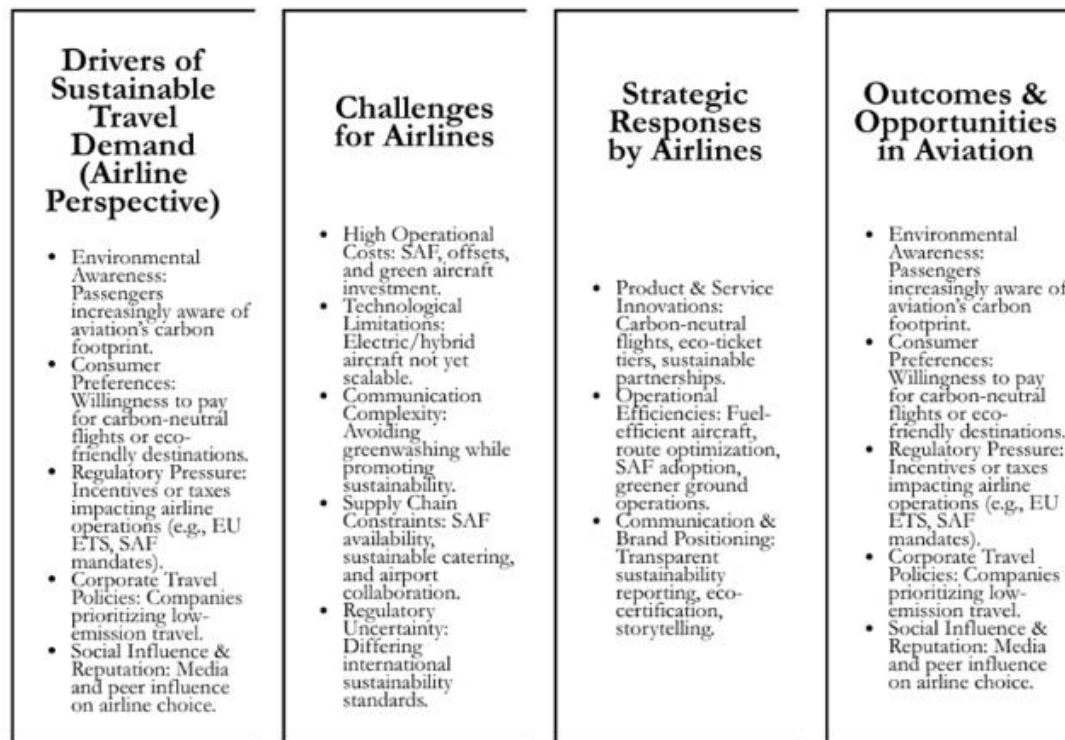 Drivers of
Sustainable
Travel
Demand
(Airline
Perspective)
• Environmental
Awareness:
Passengers
increasingly aware of
aviation's carbon
footprint.
• Consumer
Preferences:
Willingness to pay
for carbon-neutral
flights or eco-
friendly destinations.
• Regulatory Pressure:
Incentives or taxes
impacting airline
operations (e.g., EU
ETS, SAF
mandates).
• Corporate Travel
Policies: Companies
prioritizing low-
emission travel.
• Social Influence &
Reputation: Media
and peer influence
on airline choice.
Challenges
for Airlines
• High Operational
Costs: SAF, offsets,
and green aircraft
investment.
• Technological
Limitations:
Electric/hybrid
aircraft not yet
scalable.
• Communication
Complexity:
Avoiding
greenwashing while
promoting
sustainability.
• Supply Chain
Constraints: SAF
availability,
sustainable catering,
and airport
collaboration.
• Regulatory
Uncertainty:
Differing
international
sustainability
standards.
Strategic
Responses
by Airlines
• Product & Service
Innovations:
Carbon-neutral
flights, eco-ticket
tiers, sustainable
partnerships.
• Operational
Efficiencies: Fuel-
efficient aircraft,
route optimization,
SAF adoption,
greener ground
operations.
• Communication &
Brand Positioning:
Transparent
sustainability
reporting, eco-
certification,
storytelling.
Outcomes &
Opportunities
in Aviation
• Environmental
Awareness:
Passengers
increasingly aware of
aviation's carbon
footprint.
• Consumer
Preferences:
Willingness to pay
for carbon-neutral
flights or eco-
friendly destinations.
• Regulatory Pressure:
Incentives or taxes
impacting airline
operations (e.g., EU
ETS, SAF
mandates).
• Corporate Travel
Policies: Companies
prioritizing low-
emission travel.
• Social Influence &
Reputation: Media
and peer influence
on airline choice.